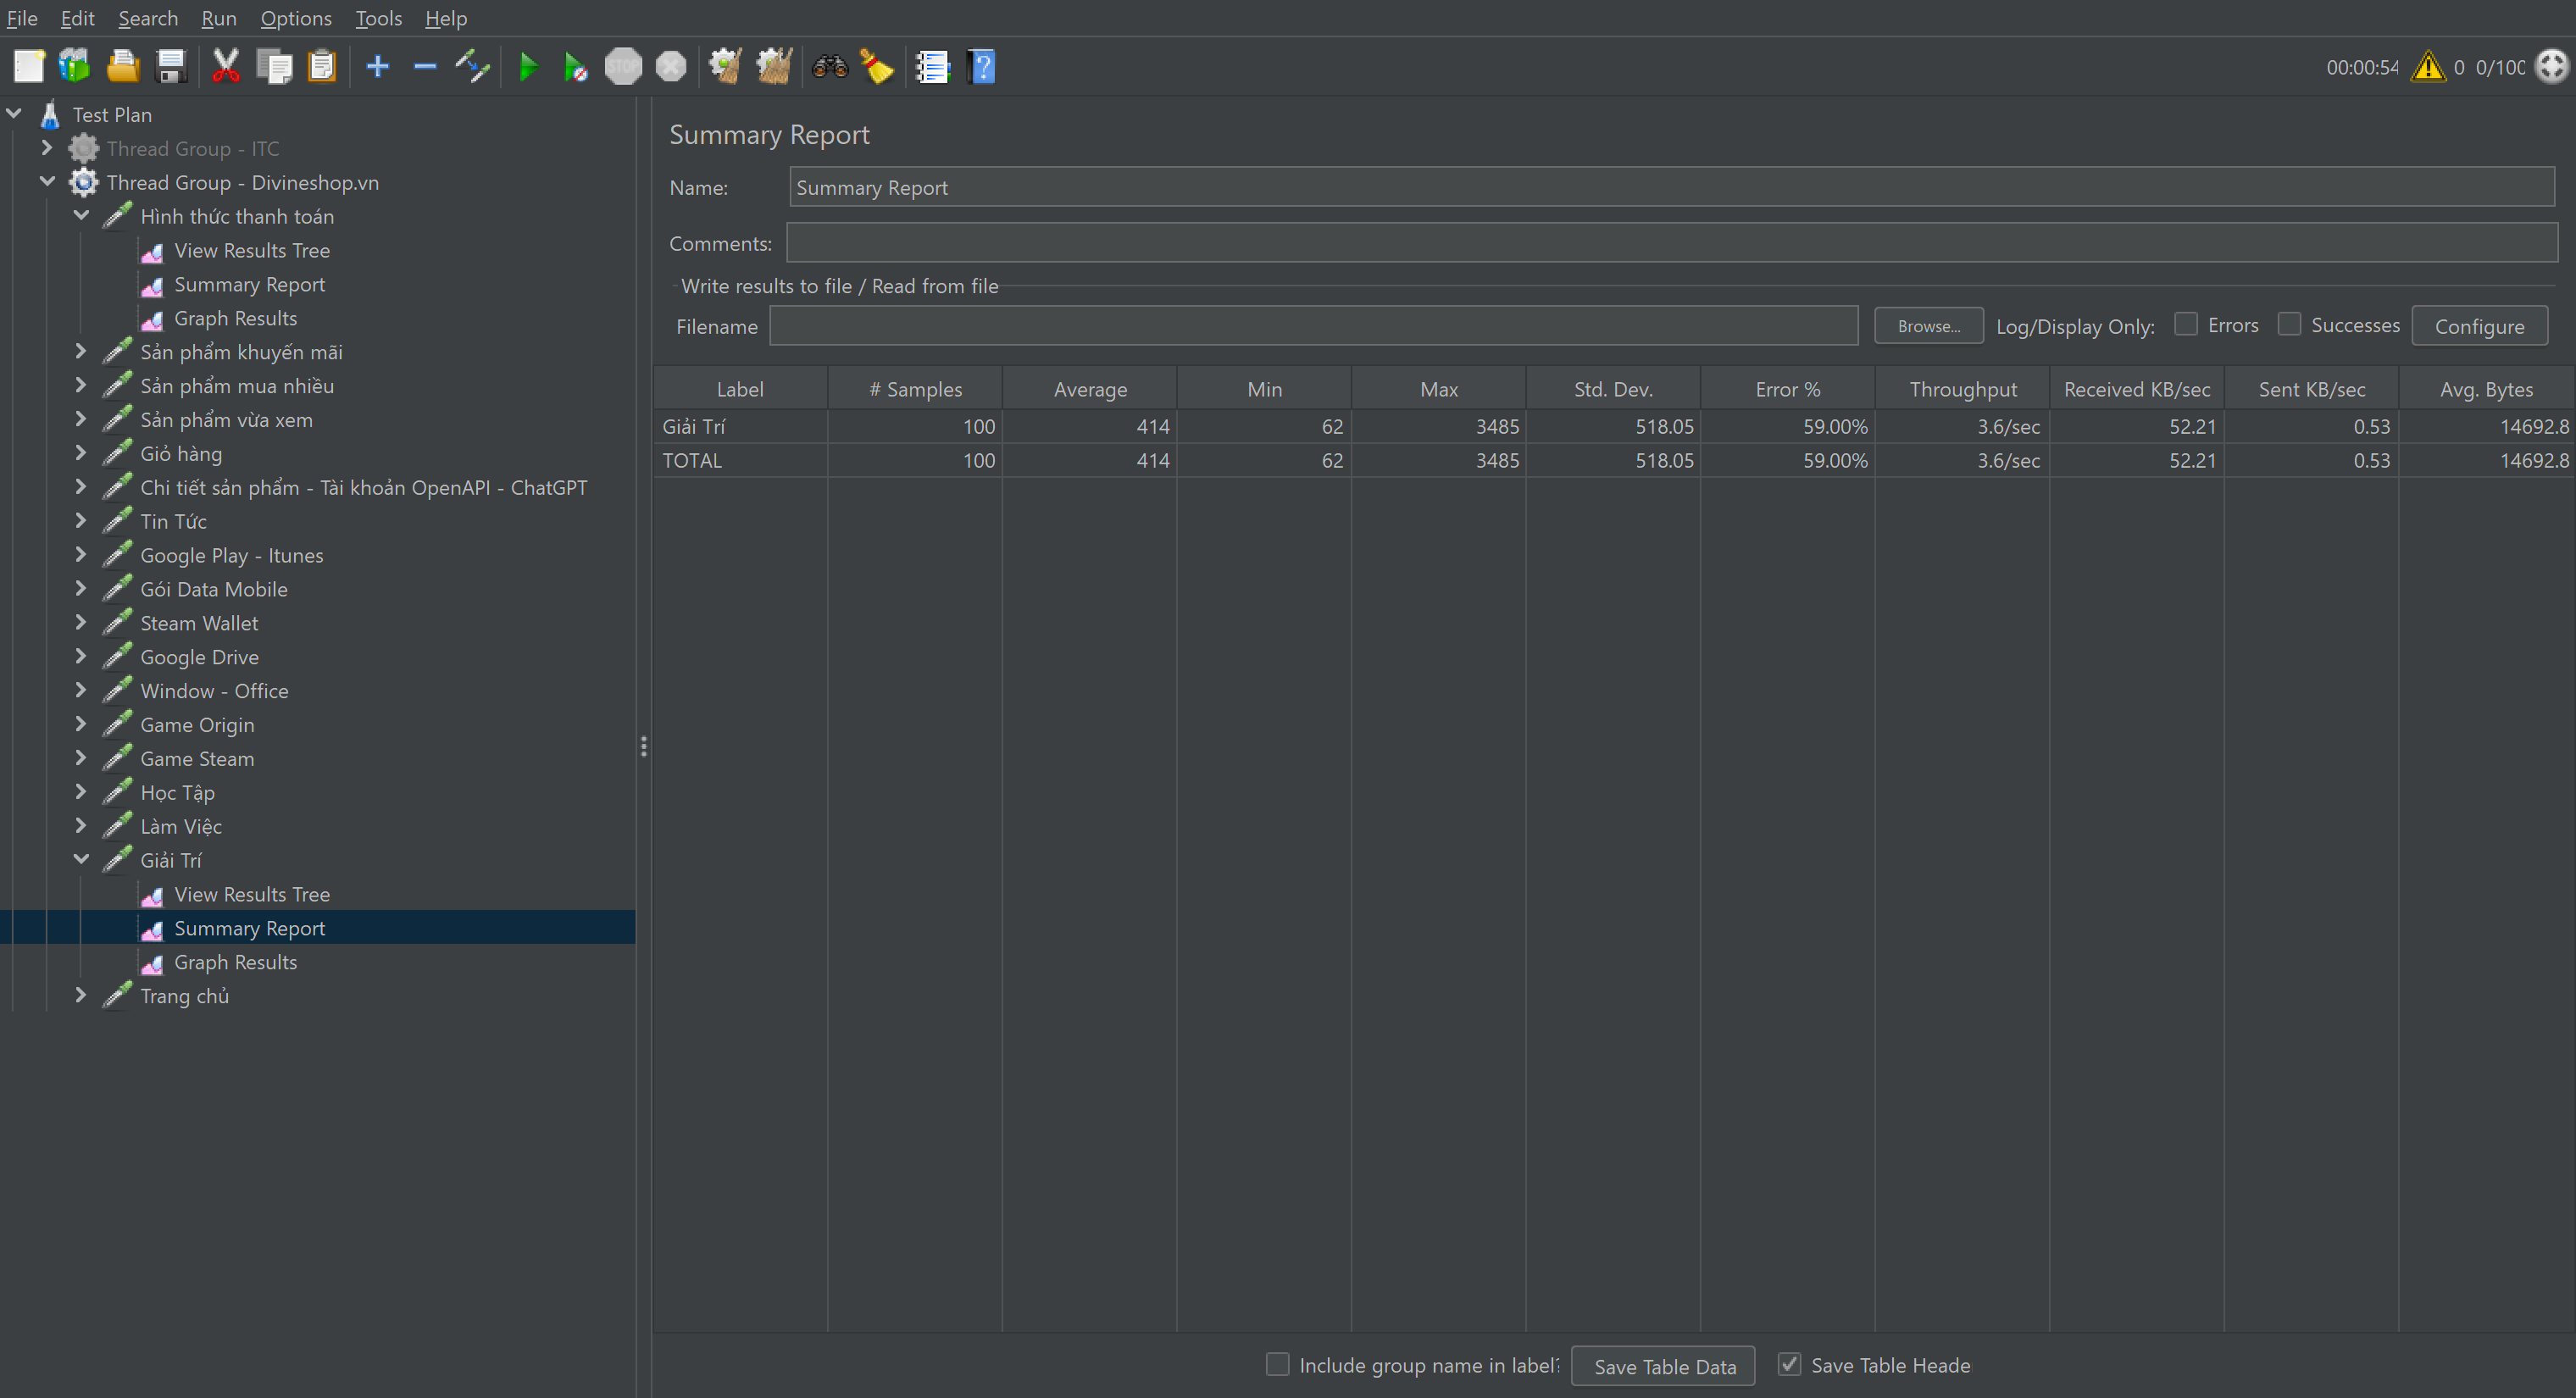 File Edit Search Run Options Tools Help
STOP
00:00:54 0 0/100
Test Plan
Thread Group - ITC
Thread Group - Divineshop.vn
Hình thức thanh toán
View Results Tree
Summary Report
Graph Results
Sản phẩm khuyến mãi
Sản phẩm mua nhiều
Sản phẩm vừa xem
Giỏ hàng
Chi tiết sản phẩm - Tài khoản OpenAPI - ChatGPT
Tin Tức
Google Play - Itunes
Gói Data Mobile
Steam Wallet
Google Drive
Window - Office
Game Origin
Game Steam
Học Tập
Làm Việc
Giải Trí
View Results Tree
Summary Report
Graph Results
Trang chủ
Summary Report
Name: Summary Report
Comments:
Write results to file / Read from file
Filename Browse... Log/Display Only: Errors Successes Configure
Label # Samples Average Min Max Std. Dev. Error % Throughput Received KB/sec Sent KB/sec Avg. Bytes
Giải Trí 100 414 62 3485 518.05 59.00% 3.6/sec 52.21 0.53 14692.8
TOTAL 100 414 62 3485 518.05 59.00% 3.6/sec 52.21 0.53 14692.8
Include group name in label? Save Table Data Save Table Heade